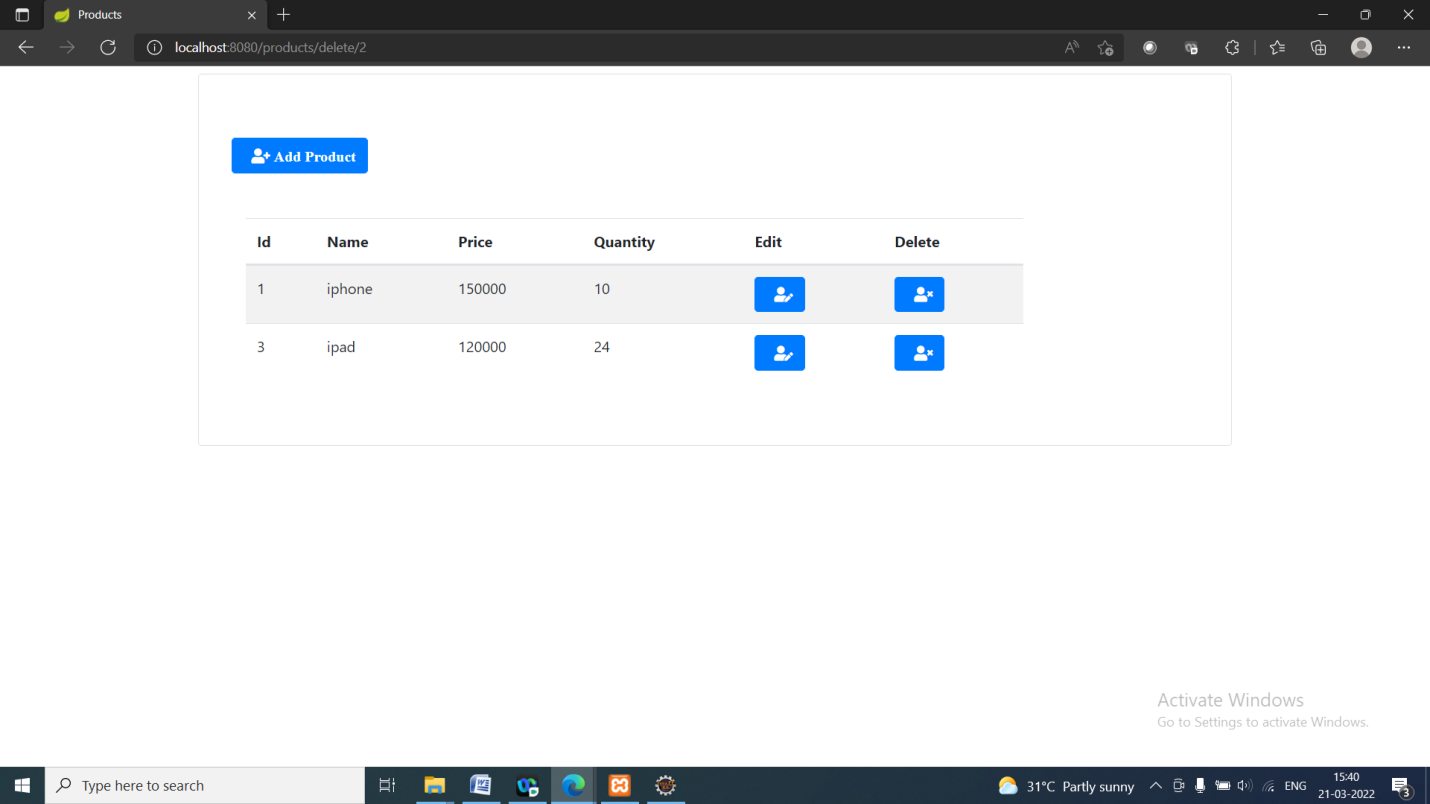 Products
localhost:8080/products/delete/2
Add Product
Id Name Price Quantity Edit Delete
1 iphone 150000 10
3 ipad 120000 24
Activate Windows
Go to Settings to activate Windows.
Type here to search
31°C Partly sunny
ENG
15:40
21-03-2022
3